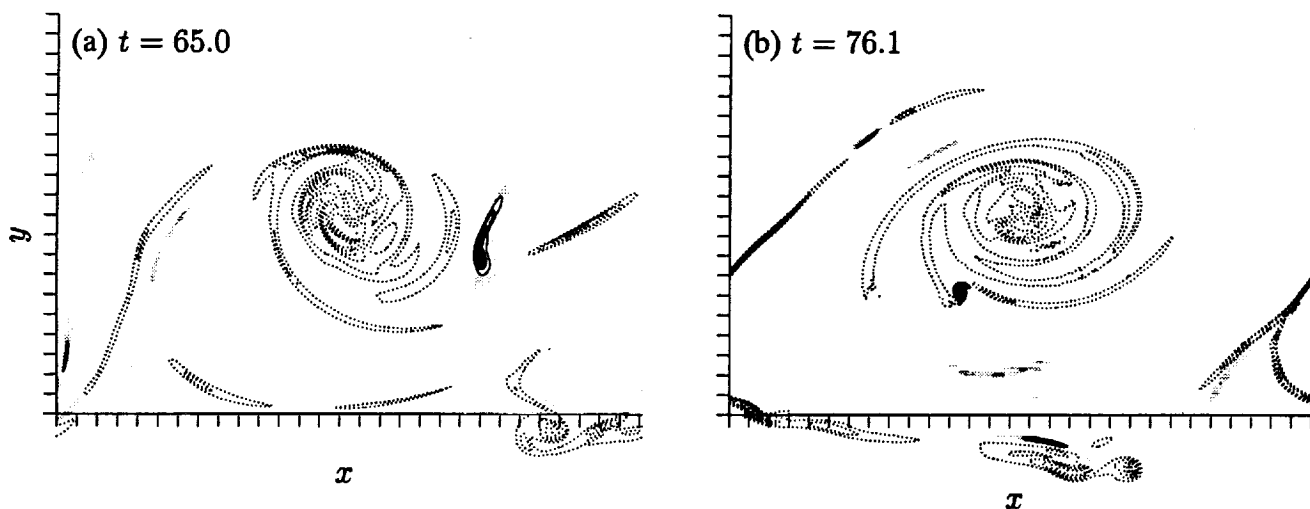 (a) t = 65.0
y
x
(b) t = 76.1
x